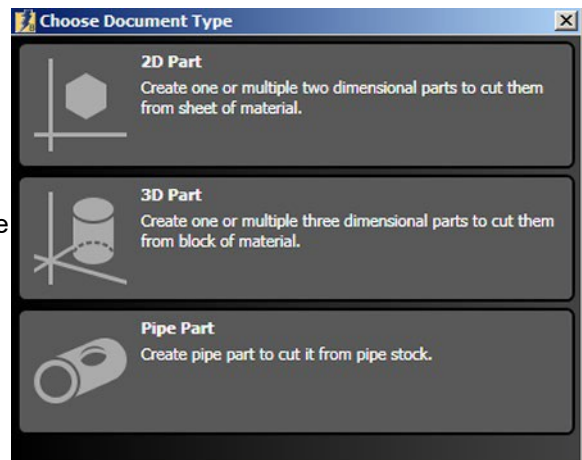 Choose Document Type
2D Part
Create one or multiple two dimensional parts to cut them
from sheet of material.
3D Part
e
Create one or multiple three dimensional parts to cut them
from block of material.
Pipe Part
Create pipe part to cut it from pipe stock.